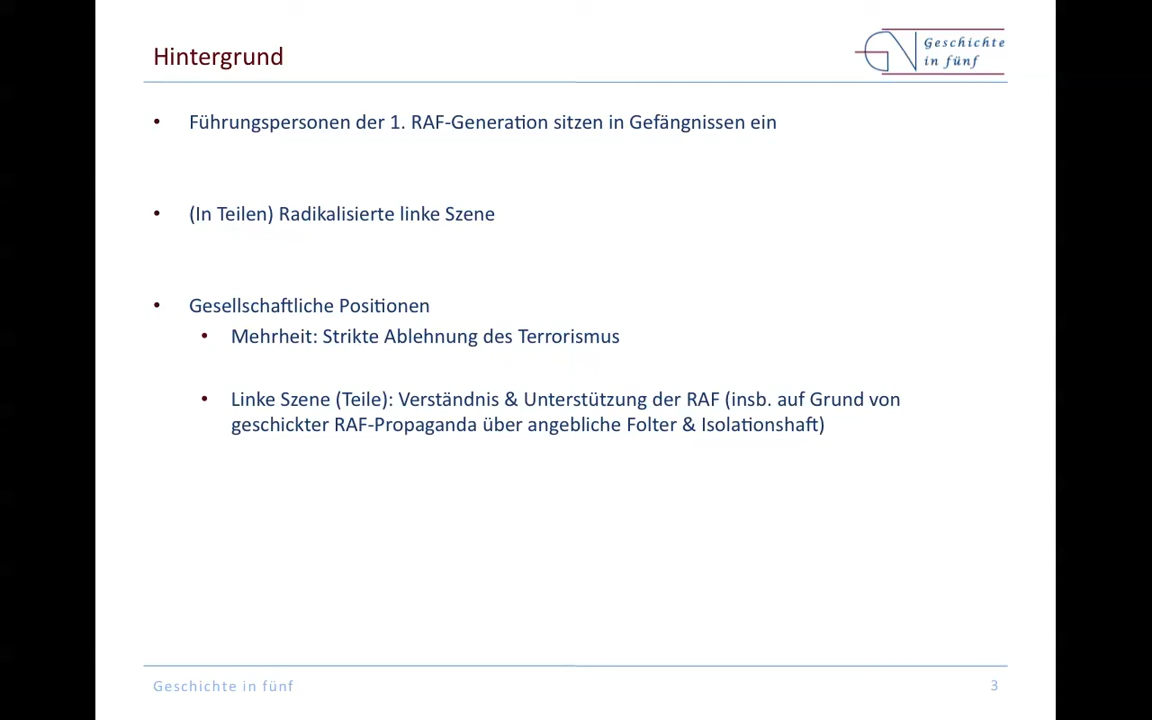 Hintergrund
Geschichte
in fünf
• Führungspersonen der 1. RAF-Generation sitzen in Gefängnissen ein
• (In Teilen) Radikalisierte linke Szene
• Gesellschaftliche Positionen
• Mehrheit: Strikte Ablehnung des Terrorismus
• Linke Szene (Teile): Verständnis & Unterstützung der RAF (insb. auf Grund von
geschickter RAF-Propaganda über angebliche Folter & Isolationshaft)
Geschichte in fünf
3